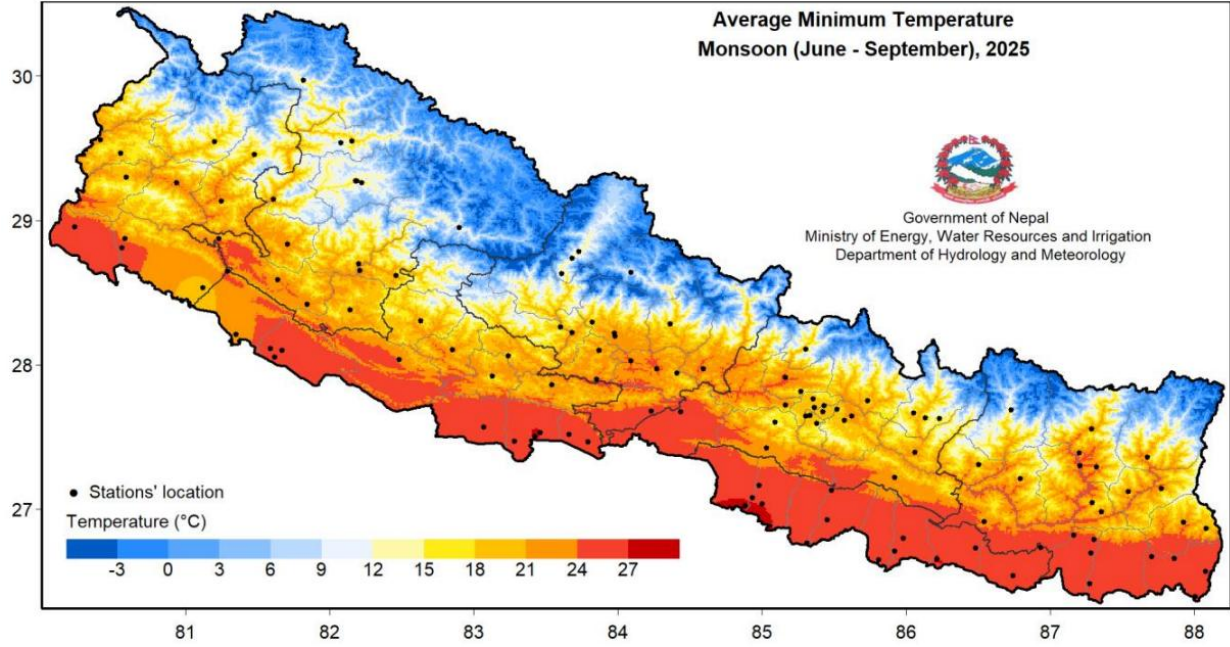 Average Minimum Temperature
Monsoon (June - September), 2025
Government of Nepal
Ministry of Energy, Water Resources and Irrigation
Department of Hydrology and Meteorology
30
29
28
27
Stations' location
Temperature (°C)
-3 0 3 6 9 12 15 18 21 24 27
81 82 83 84 85 86 87 88